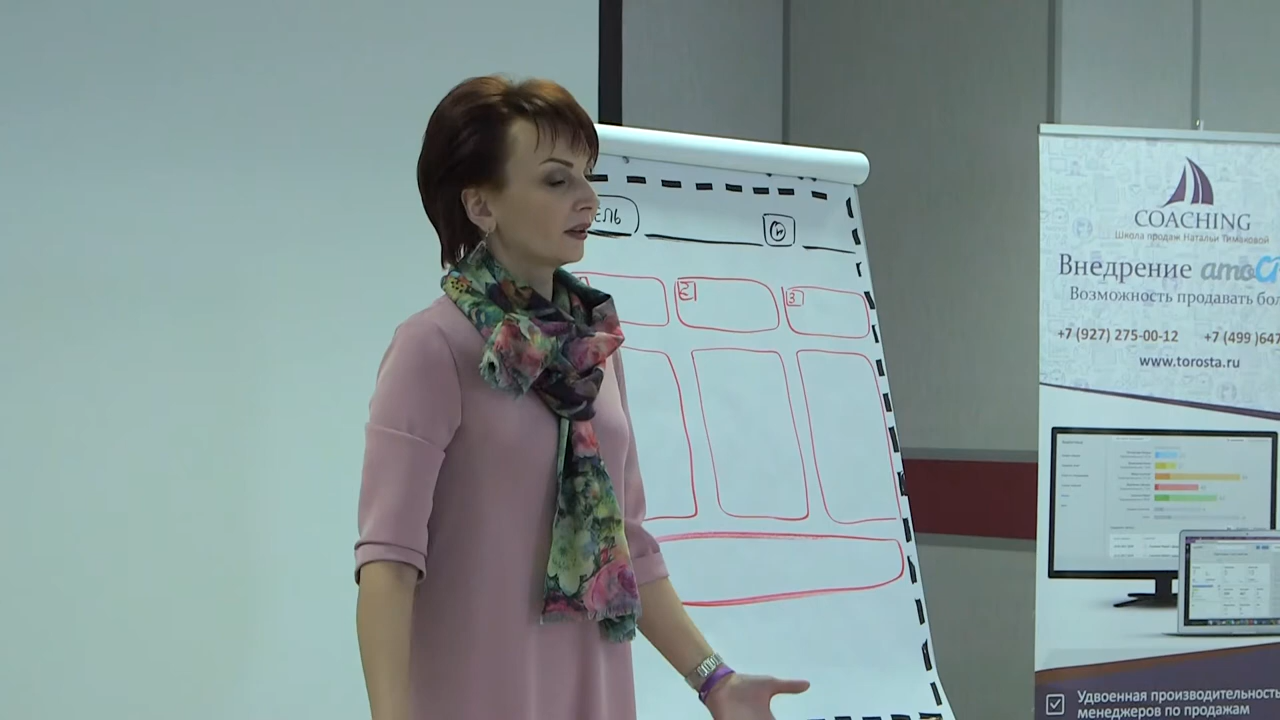 ЕЛЬ
2
3
COACHING
Школа продаж Натальи Тимаковой
Внедрение amoC
Возможность продавать бол
+7 (927) 275-00-12 +7 (499 )647
www.torosta.ru
Удвоенная производительность
менеджеров по продажам